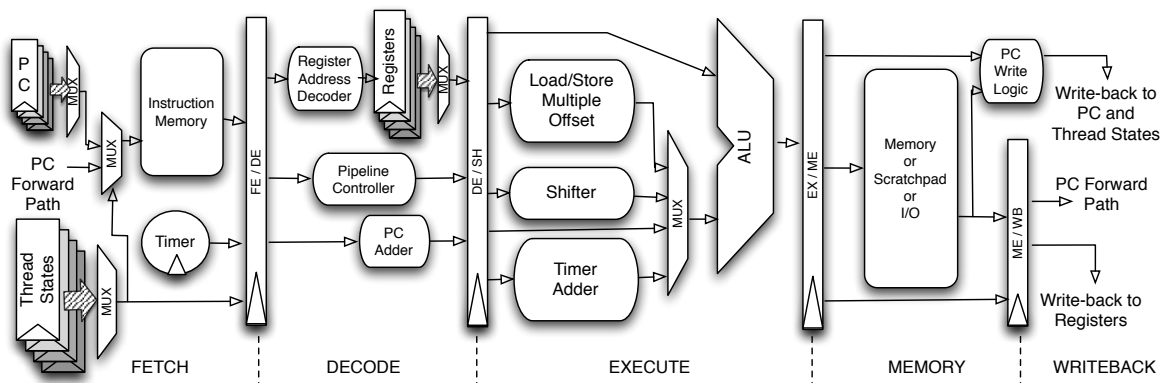 PC
MUX
PC
Forward
Path
MUX
Thread
States
MUX
Instruction
Memory
Timer
FE / DE
Register
Address
Decoder
Registers
MUX
Pipeline
Controller
PC
Adder
DE / SH
Load/Store
Multiple
Offset
Shifter
Timer
Adder
MUX
ALU
EX / ME
Memory
or
Scratchpad
or
I/O
PC
Write
Logic
Write-back to
PC and
Thread States
ME / WB
PC Forward
Path
Write-back to
Registers
FETCH
DECODE
EXECUTE
MEMORY
WRITEBACK